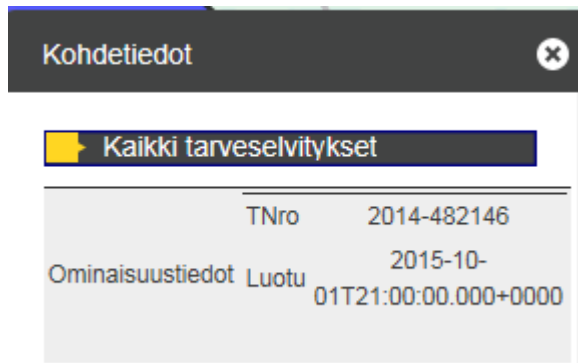 Kohdetiedot
Kaikki tarveselvitykset
TNro 2014-482146
Ominaisuustiedot Luotu 2015-10-
01T21:00:00.000+0000